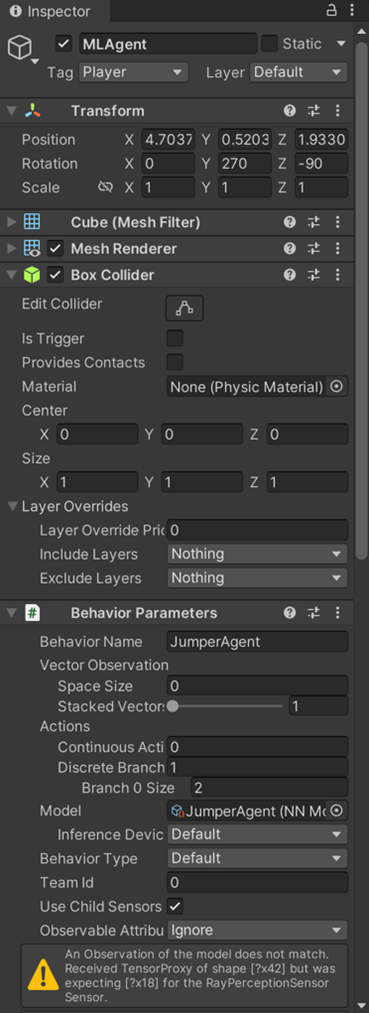 Inspector
MLAgent Static
Tag Player Layer Default
Transform
Position X 4.7037 Y 0.5203 Z 1.9330
Rotation X 0 Y 270 Z -90
Scale X 1 Y 1 Z 1
Cube (Mesh Filter)
Mesh Renderer
Box Collider
Edit Collider
Is Trigger
Provides Contacts
Material None (Physic Material)
Center
X 0 Y 0 Z 0
Size
X 1 Y 1 Z 1
Layer Overrides
Layer Override Pric 0
Include Layers Nothing
Exclude Layers Nothing
# Behavior Parameters
Behavior Name JumperAgent
Vector Observation
Space Size 0
Stacked Vector: 1
Actions
Continuous Acti 0
Discrete Branch 1
Branch 0 Size 2
Model JumperAgent (NN Mo
Inference Devic Default
Behavior Type Default
Team Id 0
Use Child Sensors
Observable Attribu Ignore
An Observation of the model does not match.
Received TensorProxy of shape [?x42] but was
expecting [?x18] for the RayPerceptionSensor
Sensor.